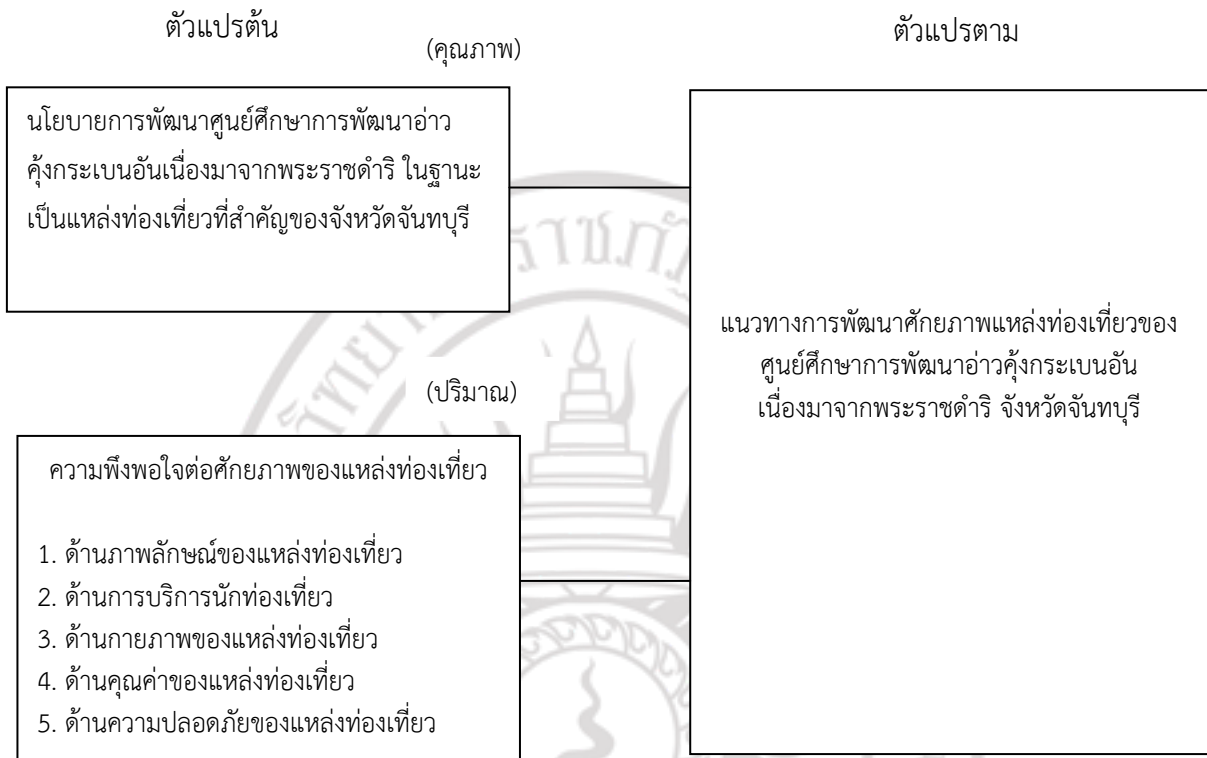 ตัวแปรต้น
(คุณภาพ)
ตัวแปรตาม
นโยบายการพัฒนาศูนย์ศึกษาการพัฒนาอ่าว
คุ้งกระเบนอันเนื่องมาจากพระราชดำริ ในฐานะ
เป็นแหล่งท่องเที่ยวที่สำคัญของจังหวัดจันทบุรี
(ปริมาณ)
ความพึงพอใจต่อศักยภาพของแหล่งท่องเที่ยว
1. ด้านภาพลักษณ์ของแหล่งท่องเที่ยว
2. ด้านการบริการนักท่องเที่ยว
3. ด้านกายภาพของแหล่งท่องเที่ยว
4. ด้านคุณค่าของแหล่งท่องเที่ยว
5. ด้านความปลอดภัยของแหล่งท่องเที่ยว
แนวทางการพัฒนาศักยภาพแหล่งท่องเที่ยวของ
ศูนย์ศึกษาการพัฒนาอ่าวคุ้งกระเบนอัน
เนื่องมาจากพระราชดำริ จังหวัดจันทบุรี